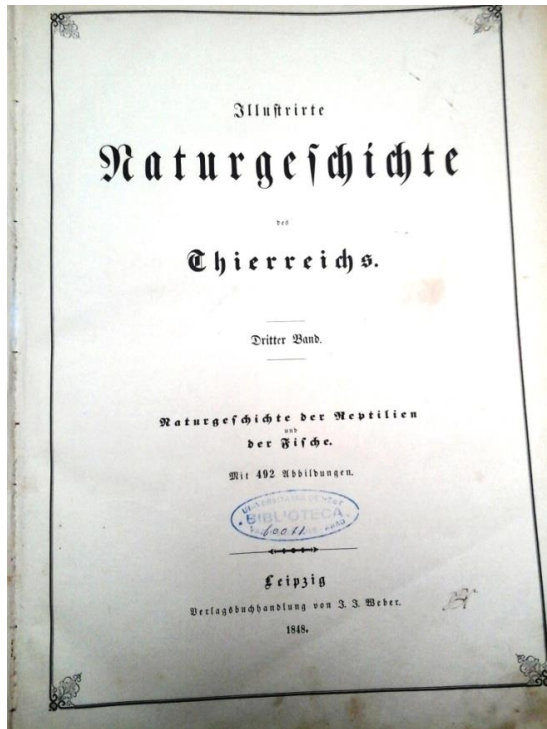 Illustrirte
Naturgeschichte
des
Thierreichs.
Dritter Band.
Naturgeschichte der Reptilien
und
der Fische.
Mit 492 Abbildungen.
BIBLIOTECA
Leipzig
Verlagsbuchhandlung von J. J. Weber.
1848.